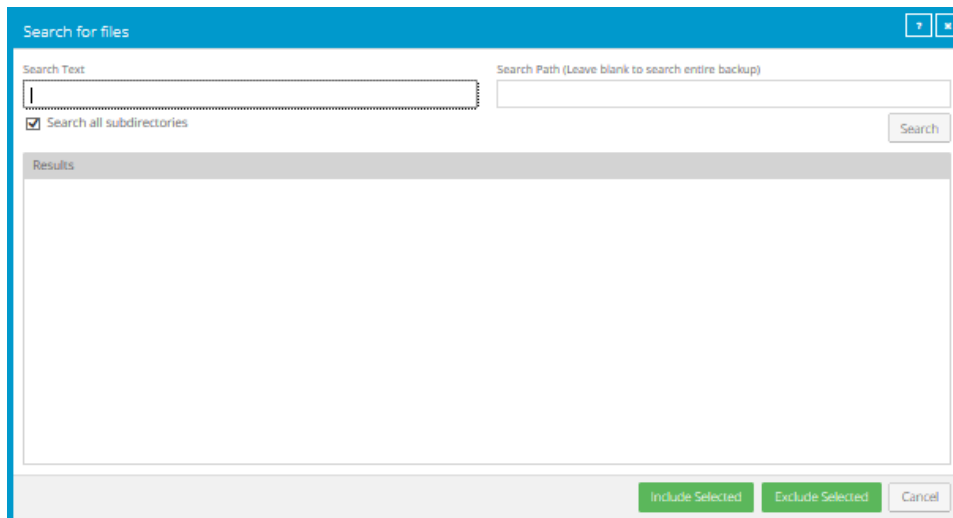 Search for files
?
Search Text
Search Path (Leave blank to search entire backup)
Search all subdirectories
Search
Results
Include Selected
Exclude Selected
Cancel